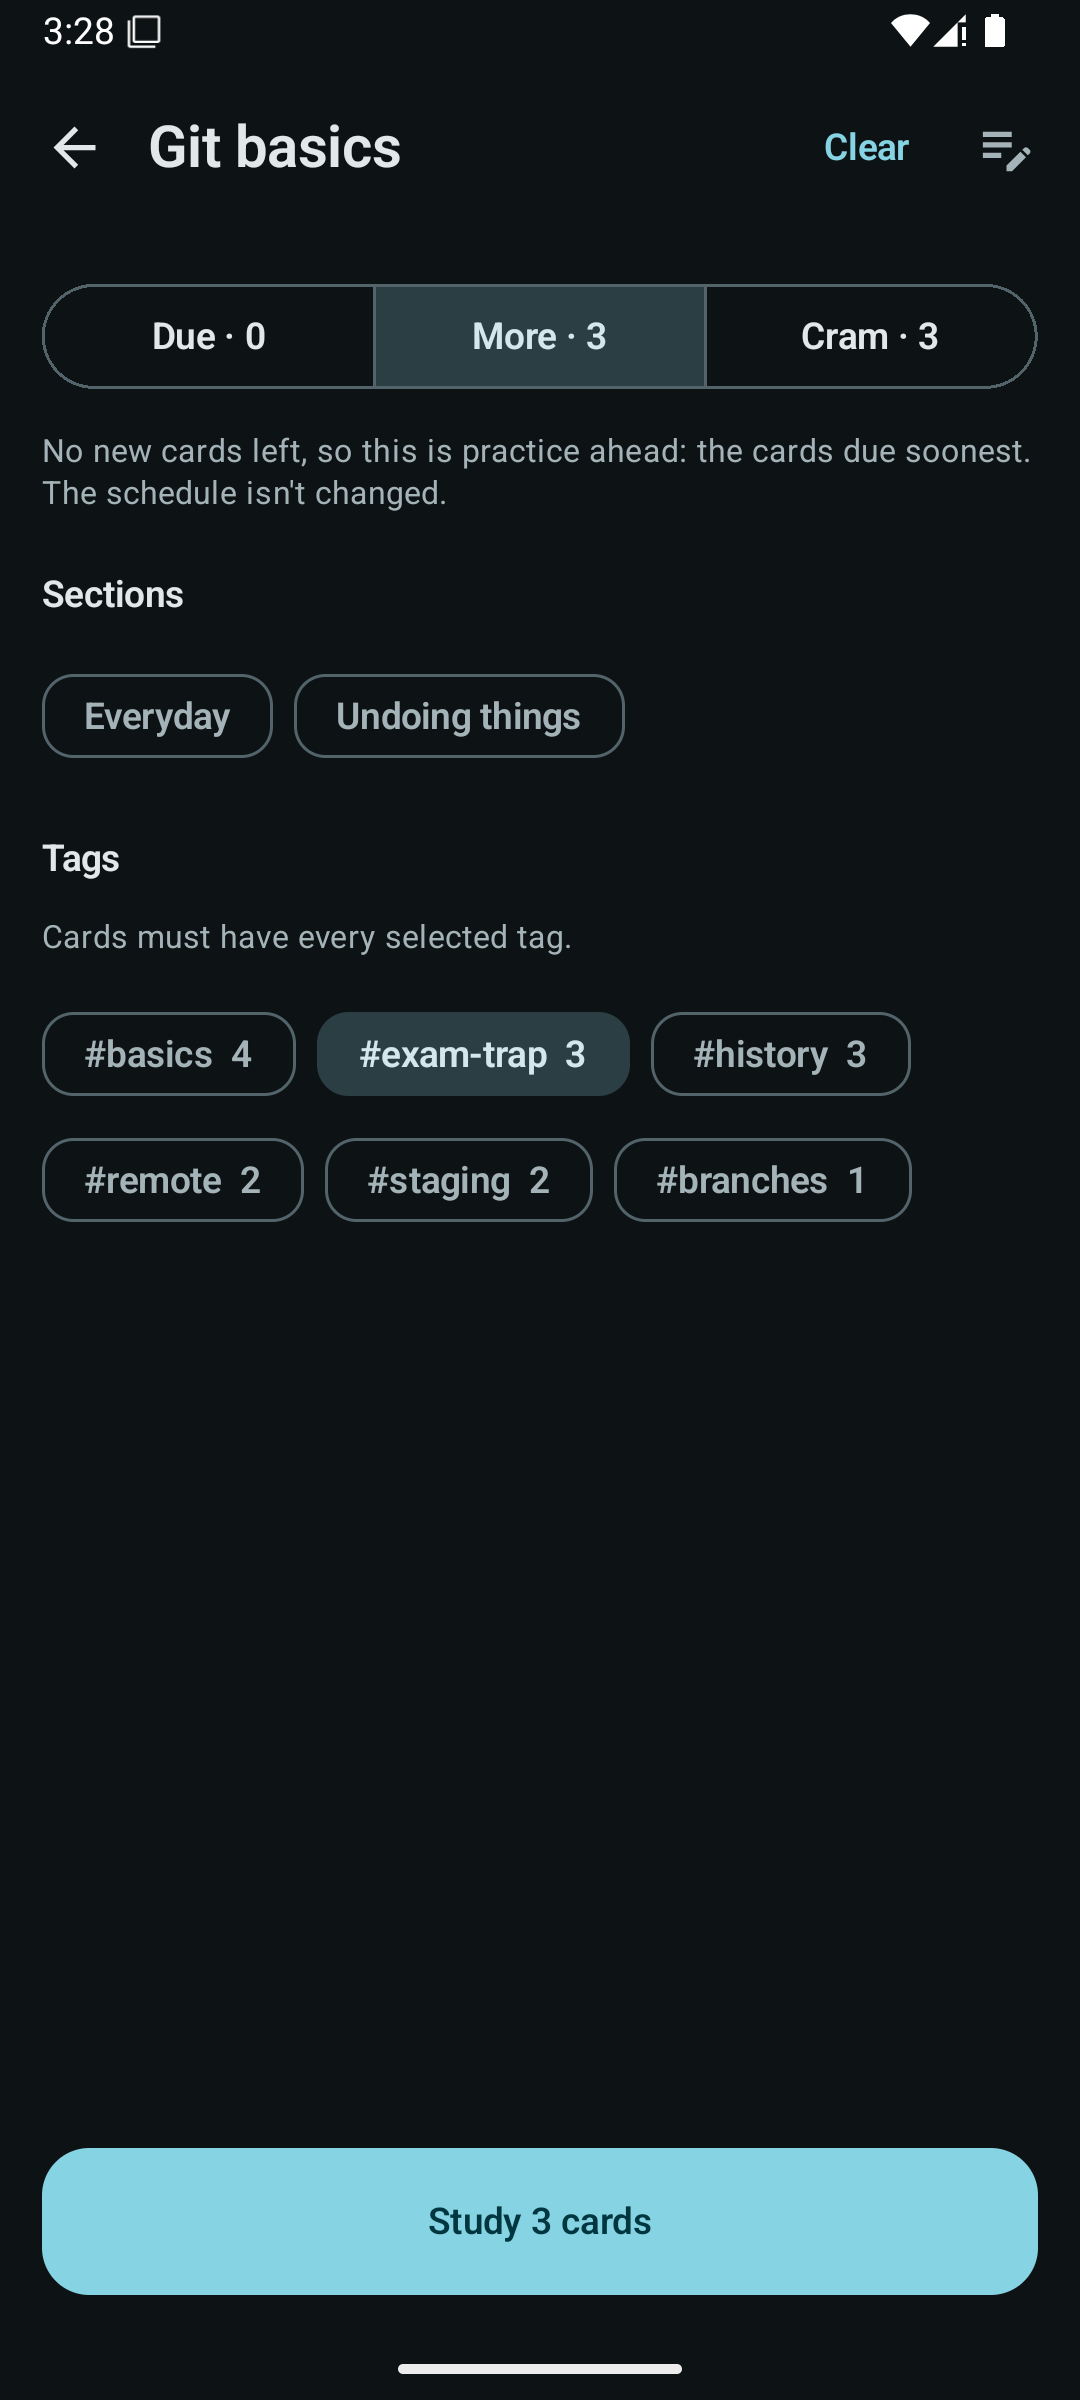 3:28
Git basics
Clear
Due · 0
More · 3
Cram · 3
No new cards left, so this is practice ahead: the cards due soonest.
The schedule isn't changed.
Sections
Everyday
Undoing things
Tags
Cards must have every selected tag.
#basics 4
#exam-trap 3
#history 3
#remote 2
#staging 2
#branches 1
Study 3 cards